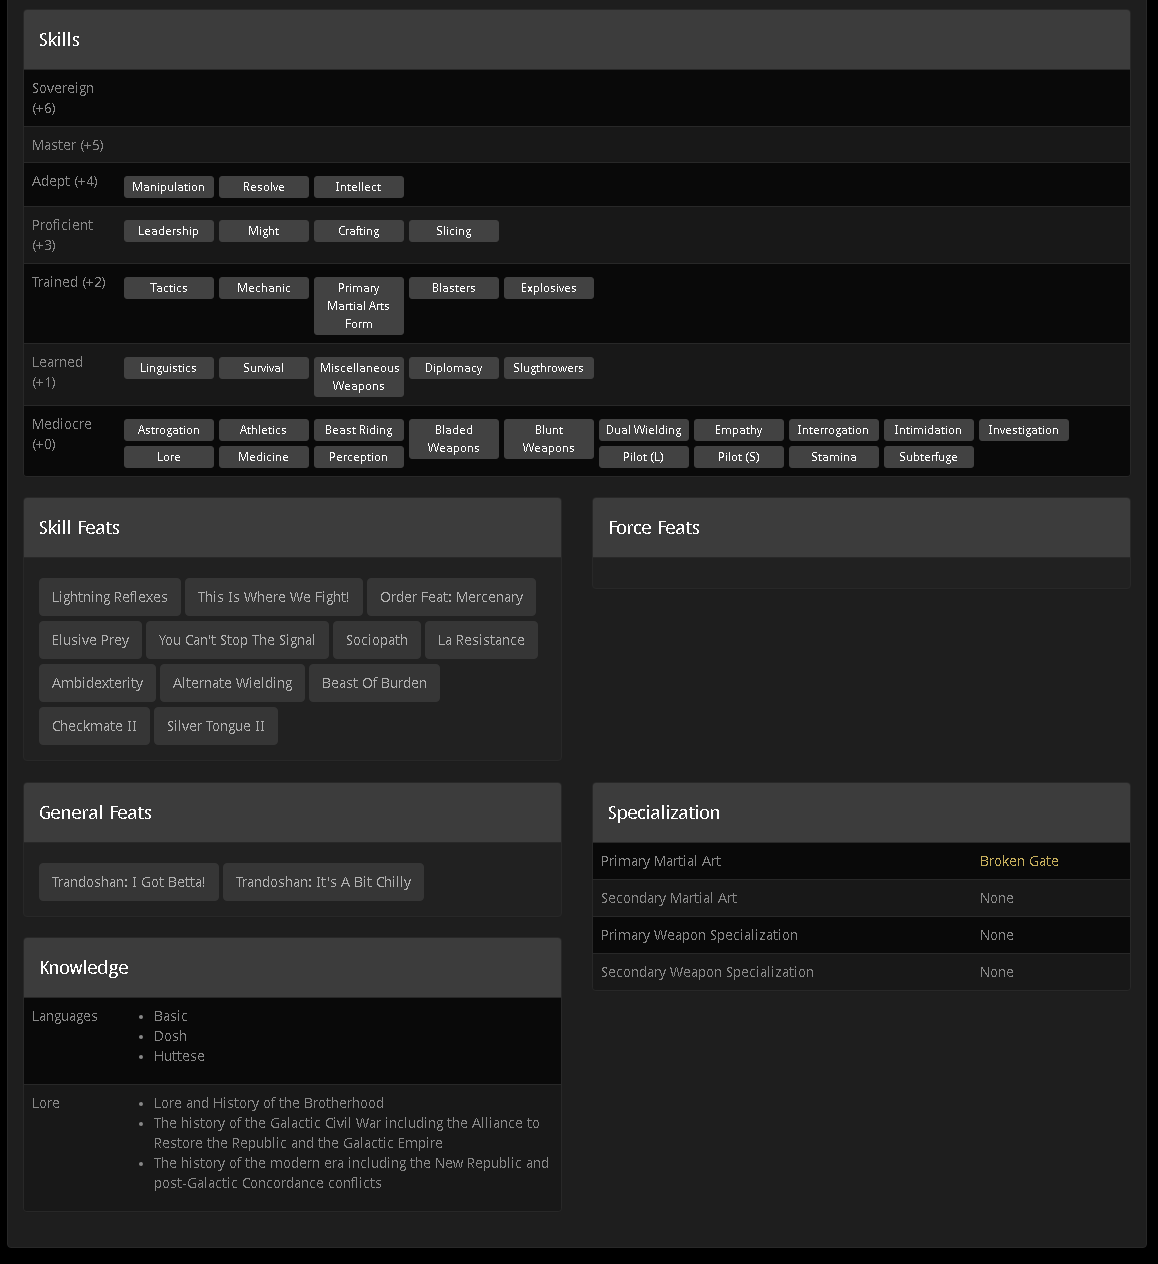 Skills
Sovereign
(+6)
Master (+5)
Adept (+4) Manipulation Resolve Intellect
Proficient
(+3)
Leadership Might Crafting Slicing
Trained (+2) Tactics Mechanic Primary
Martial Arts
Form
Blasters Explosives
Learned
(+1)
Linguistics Survival Miscellaneous
Weapons
Diplomacy Slugthrowers
Mediocre
(+0)
Astrogation Athletics Beast Riding Bladed
Weapons
Blunt
Weapons
Dual Wielding Empathy Interrogation Intimidation Investigation
Lore Medicine Perception Pilot (L) Pilot (S) Stamina Subterfuge
Skill Feats
Lightning Reflexes This Is Where We Fight! Order Feat: Mercenary
Elusive Prey You Can't Stop The Signal Sociopath La Resistance
Ambidexterity Alternate Wielding Beast Of Burden
Checkmate II Silver Tongue II
Force Feats
General Feats
Trandoshan: I Got Betta! Trandoshan: It's A Bit Chilly
Specialization
Primary Martial Art Broken Gate
Secondary Martial Art None
Primary Weapon Specialization None
Secondary Weapon Specialization None
Knowledge
Languages
• Basic
• Dosh
• Huttese
Lore
• Lore and History of the Brotherhood
• The history of the Galactic Civil War including the Alliance to
Restore the Republic and the Galactic Empire
• The history of the modern era including the New Republic and
post-Galactic Concordance conflicts